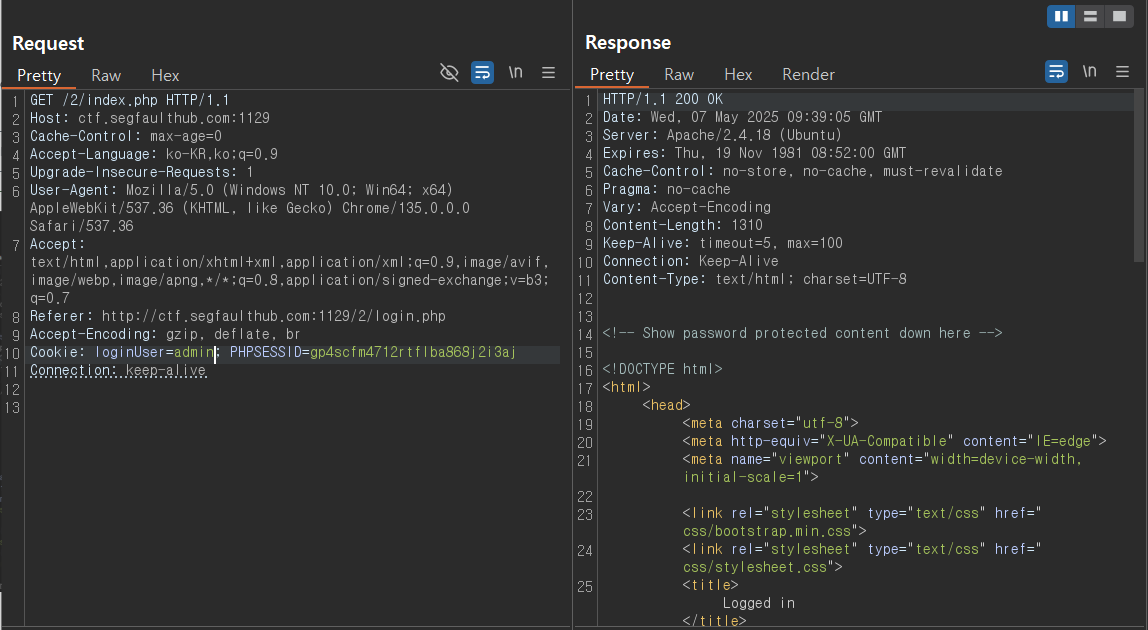 Request
Pretty Raw Hex
\n
1 GET /2/index.php HTTP/1.1
2 Host: ctf.segfaulthub.com:1129
3 Cache-Control: max-age=0
4 Accept-Language: ko-KR,ko;q=0.9
5 Upgrade-Insecure-Requests: 1
6 User-Agent: Mozilla/5.0 (Windows NT 10.0; Win64; x64)
AppleWebKit/537.36 (KHTML, like Gecko) Chrome/135.0.0.0
Safari/537.36
7 Accept:
text/html,application/xhtml+xml,application/xml;q=0.9,image/avif,
image/webp,image/apng,*/*;q=0.8,application/signed-exchange;v=b3;
q=0.7
8 Referer: http://ctf.segfaulthub.com:1129/2/login.php
9 Accept-Encoding: gzip, deflate, br
10 Cookie: loginUser=admin; PHPSESSID=gp4scfm4712rtflba868j2i3aj
11 Connection: keep-alive
12
13
Response
Pretty Raw Hex Render
\n
1 HTTP/1.1 200 OK
2 Date: Wed, 07 May 2025 09:39:05 GMT
3 Server: Apache/2.4.18 (Ubuntu)
4 Expires: Thu, 19 Nov 1981 08:52:00 GMT
5 Cache-Control: no-store, no-cache, must-revalidate
6 Pragma: no-cache
7 Vary: Accept-Encoding
8 Content-Length: 1310
9 Keep-Alive: timeout=5, max=100
10 Connection: Keep-Alive
11 Content-Type: text/html; charset=UTF-8
12
13
14 <!-- Show password protected content down here -->
15
16 <!DOCTYPE html>
17 <html>
18 <head>
19 <meta charset="utf-8">
20 <meta http-equiv="X-UA-Compatible" content="IE=edge">
21 <meta name="viewport" content="width=device-width,
initial-scale=1">
22
23 <link rel="stylesheet" type="text/css" href="
css/bootstrap.min.css">
24 <link rel="stylesheet" type="text/css" href="
css/stylesheet.css">
25 <title>
Logged in
</title>